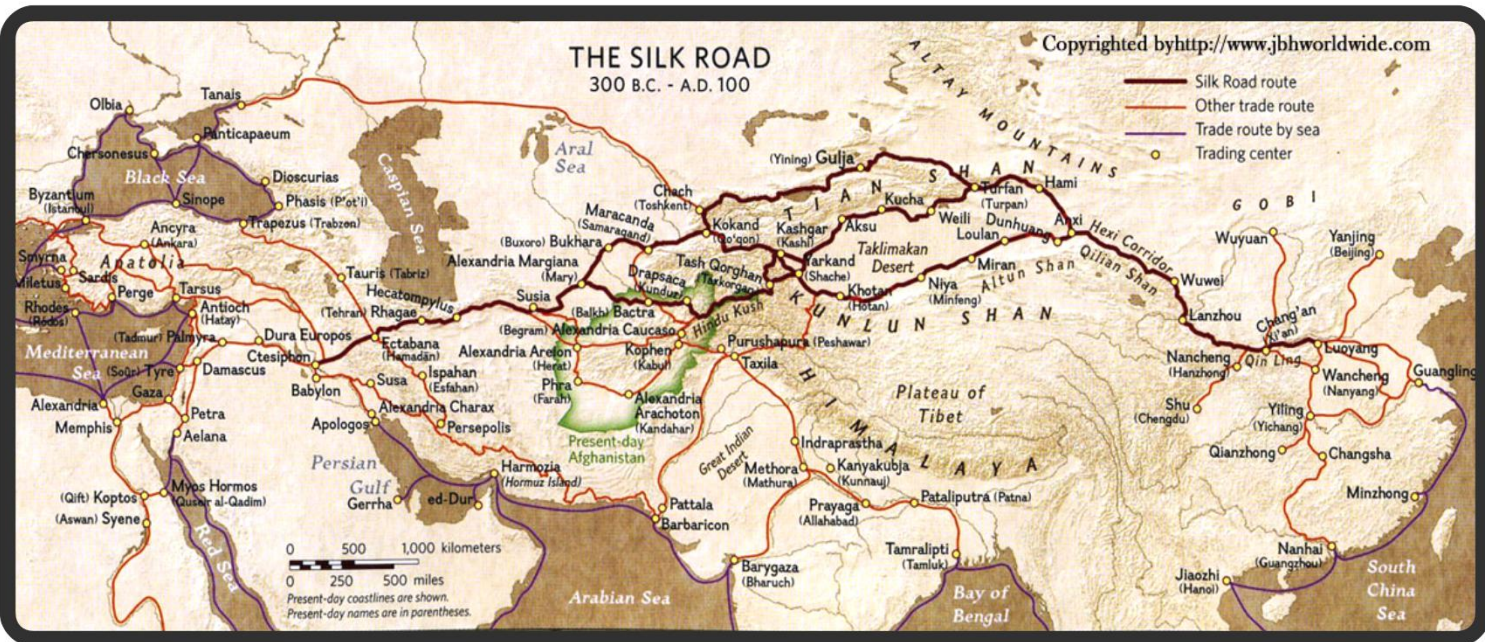 THE SILK ROAD
300 B.C. - A.D. 100
Copyrighted byhttp://www.jbhworldwide.com
Silk Road route
Other trade route
Trade route by sea
Trading center
ALTAY MOUNTAINS
TIAN SHAN
GOBI
Olbia
Tanais
Panticapaeum
Chersonesus
Black Sea
Dioscurias
Phasis (P'ot'i)
Sinope
Trapezus (Trabzon)
Byzantium
(Istanbul)
Caspian Sea
Aral
Sea
Chach
(Toshkent)
(Yining) Gulja
Turfan
(Turpan)
Hami
Kucha
Weili
Aksu
Kokand
(Qo'qon)
Kashgar
(Kashi)
Maracanda
(Samaraqand)
(Buxoro) Bukhara
Alexandria Margiana
(Mary)
Tash Qorghan
(Taxkorgan)
Drapsaca
(Kunduz)
Yarkand
(Shache)
Taklimakan
Desert
Loulan
Dunhuang
Anxi
Hexi Corridor
Qilian Shan
Altun Shan
Miran
Niya
(Minfeng)
Khotan
(Hotan)
KUNLUN SHAN
Wuwei
Lanzhou
Wuyuan
Yanjing
(Beijing)
Ancyra
(Ankara)
Anatolia
Smyrna
Sardis
Miletus
Perge
Tarsus
Rhodes
(Ródos)
Antioch
(Hatay)
Tauris (Tabriz)
Hecatompylus
(Tehran) Rhagae
Susia
(Balkh) Bactra
(Begram) Alexandria Caucaso
Hindu Kush
Purushapura (Peshawar)
Kophen
(Kabul)
Taxila
Alexandria Areion
(Herat)
Phra
(Farah)
Alexandria
Arachoton
(Kandahar)
Present-day
Afghanistan
Mediterranean
Sea
(Tadmur) Palmyra
Dura Europos
Ctesiphon
Ectabana
(Hamadān)
(Soûr) Tyre
Damascus
Babylon
Susa
Ispahan
(Esfahan)
Gaza
Alexandria
Memphis
Petra
Aelana
Apologos
Alexandria Charax
Persepolis
Persian
Gulf
Gerrha
ed-Dur
Harmozia
(Hormuz Island)
(Qift) Koptos
Myos Hormos
(Quseir al-Qadim)
(Aswan) Syene
Red Sea
HIMALAYA
Plateau of
Tibet
Great Indian
Desert
Indraprastha
Methora
(Mathura)
Kanyakubja
(Kunnauj)
Prayaga
(Allahabad)
Pataliputra (Patna)
Pattala
Barbaricon
Barygaza
(Bharuch)
Tamralipti
(Tamluk)
Arabian Sea
Bay of
Bengal
Chang'an
(Xi'an)
Luoyang
Nancheng
(Hanzhong)
Qin Ling
Wancheng
(Nanyang)
Guangling
Shu
(Chengdu)
Yiling
(Yichang)
Qianzhong
Changsha
Minzhong
Nanhai
(Guangzhou)
Jiaozhi
(Hanoi)
South
China
Sea
0 500 1,000 kilometers
0 250 500 miles
Present-day coastlines are shown.
Present-day names are in parentheses.